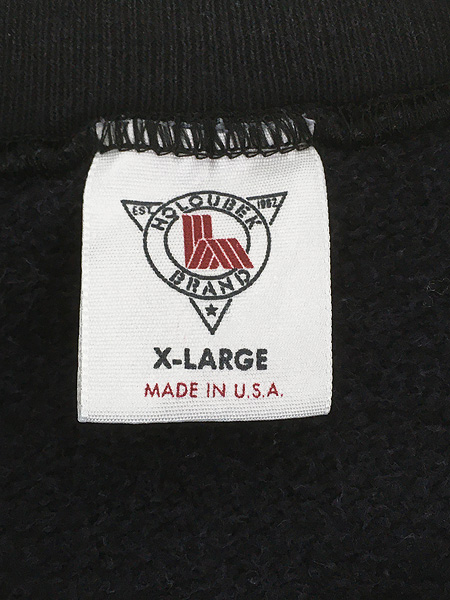 EST. 1962
HOLOUBEK
BRAND
X-LARGE
MADE IN U.S.A.